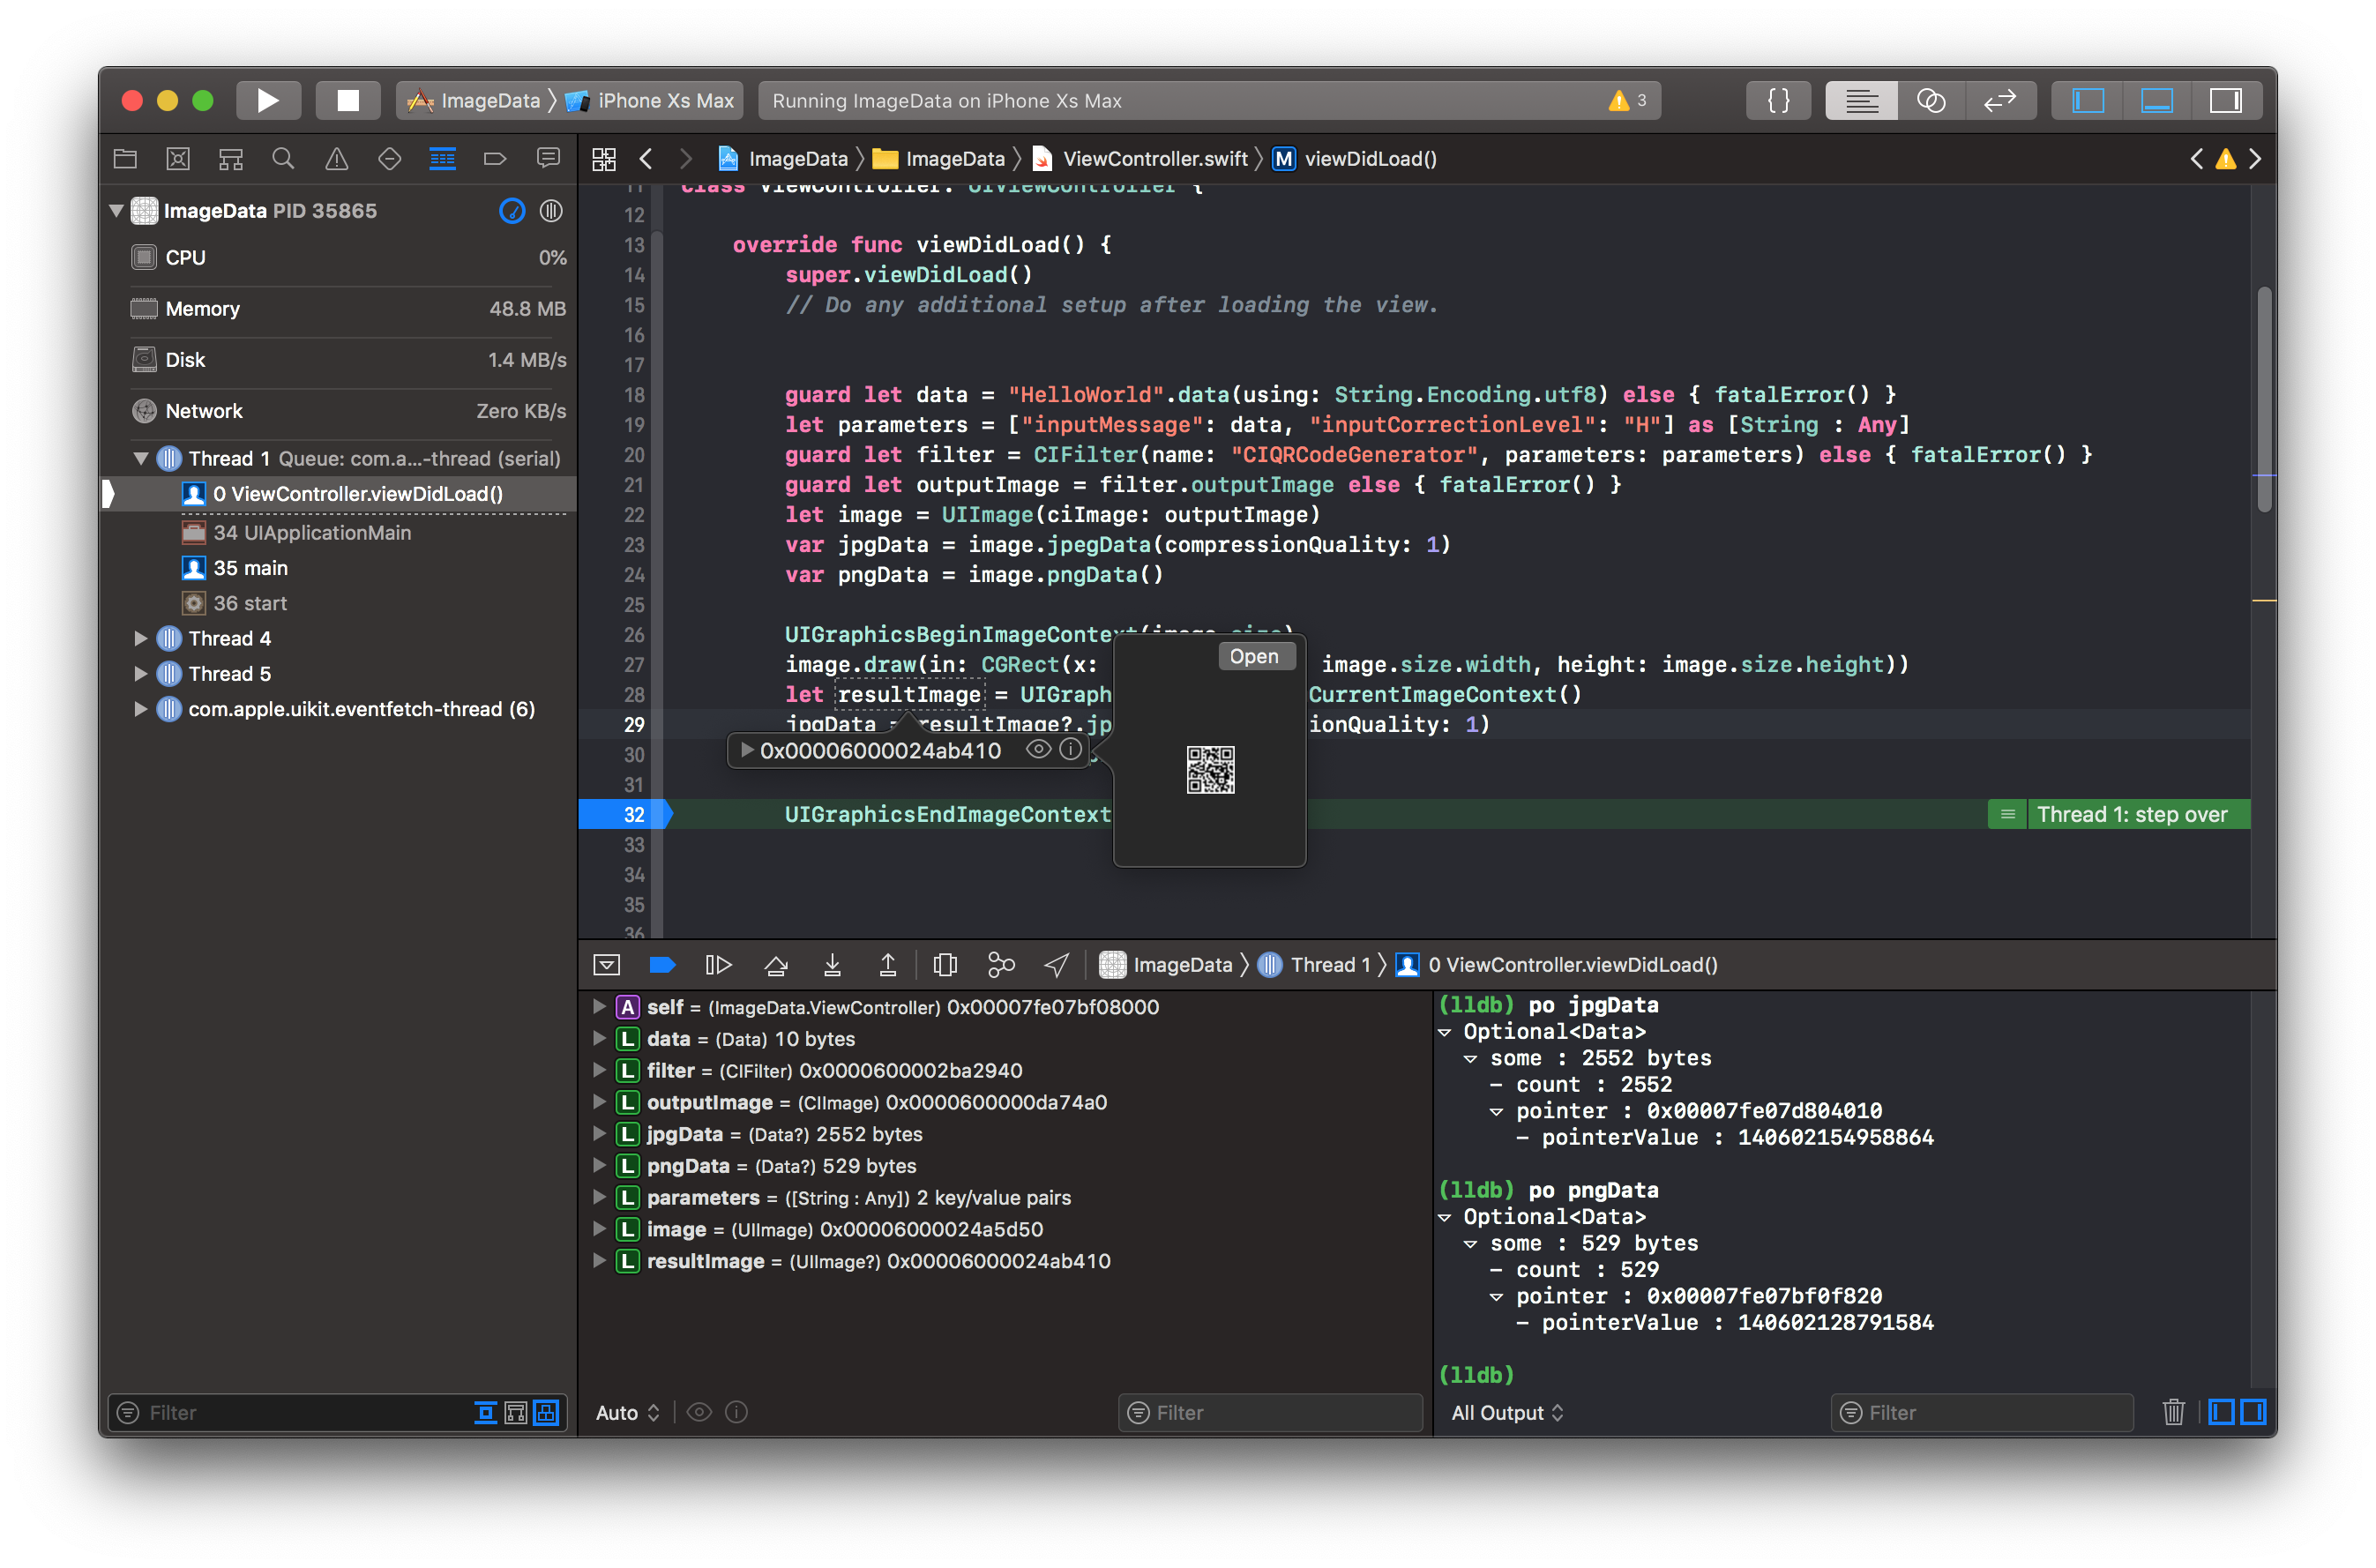 ImageData 〉 iPhone Xs Max
Running ImageData on iPhone Xs Max
3
{ }
ImageData 〉 ImageData 〉 ViewController.swift 〉 M viewDidLoad()
ImageData PID 35865
CPU 0%
Memory 48.8 MB
Disk 1.4 MB/s
Network Zero KB/s
Thread 1 Queue: com.a...-thread (serial)
0 ViewController.viewDidLoad()
34 UIApplicationMain
35 main
36 start
Thread 4
Thread 5
com.apple.uikit.eventfetch-thread (6)
Filter
11 class ViewController: UIViewController {
12
13 override func viewDidLoad() {
14 super.viewDidLoad()
15 // Do any additional setup after loading the view.
16
17
18 guard let data = "HelloWorld".data(using: String.Encoding.utf8) else { fatalError() }
19 let parameters = ["inputMessage": data, "inputCorrectionLevel": "H"] as [String : Any]
20 guard let filter = CIFilter(name: "CIQRCodeGenerator", parameters: parameters) else { fatalError() }
21 guard let outputImage = filter.outputImage else { fatalError() }
22 let image = UIImage(ciImage: outputImage)
23 var jpgData = image.jpegData(compressionQuality: 1)
24 var pngData = image.pngData()
25
26 UIGraphicsBeginImageContext(image.size)
27 image.draw(in: CGRect(x: image.size.width, height: image.size.height))
28 let resultImage = UIGraph CurrentImageContext()
29 jpgData = resultImage?.jp ionQuality: 1)
30
31
32 UIGraphicsEndImageContext
33
34
35
36
Open
0x00006000024ab410
Thread 1: step over
ImageData 〉 Thread 1 〉 0 ViewController.viewDidLoad()
A self = (ImageData.ViewController) 0x00007fe07bf08000
L data = (Data) 10 bytes
L filter = (CIFilter) 0x0000600002ba2940
L outputImage = (CIImage) 0x0000600000da74a0
L jpgData = (Data?) 2552 bytes
L pngData = (Data?) 529 bytes
L parameters = ([String : Any]) 2 key/value pairs
L image = (UIImage) 0x00006000024a5d50
L resultImage = (UIImage?) 0x00006000024ab410
Auto
Filter
(lldb) po jpgData
▿ Optional<Data>
▿ some : 2552 bytes
- count : 2552
▿ pointer : 0x00007fe07d804010
- pointerValue : 140602154958864
(lldb) po pngData
▿ Optional<Data>
▿ some : 529 bytes
- count : 529
▿ pointer : 0x00007fe07bf0f820
- pointerValue : 140602128791584
(lldb)
All Output
Filter